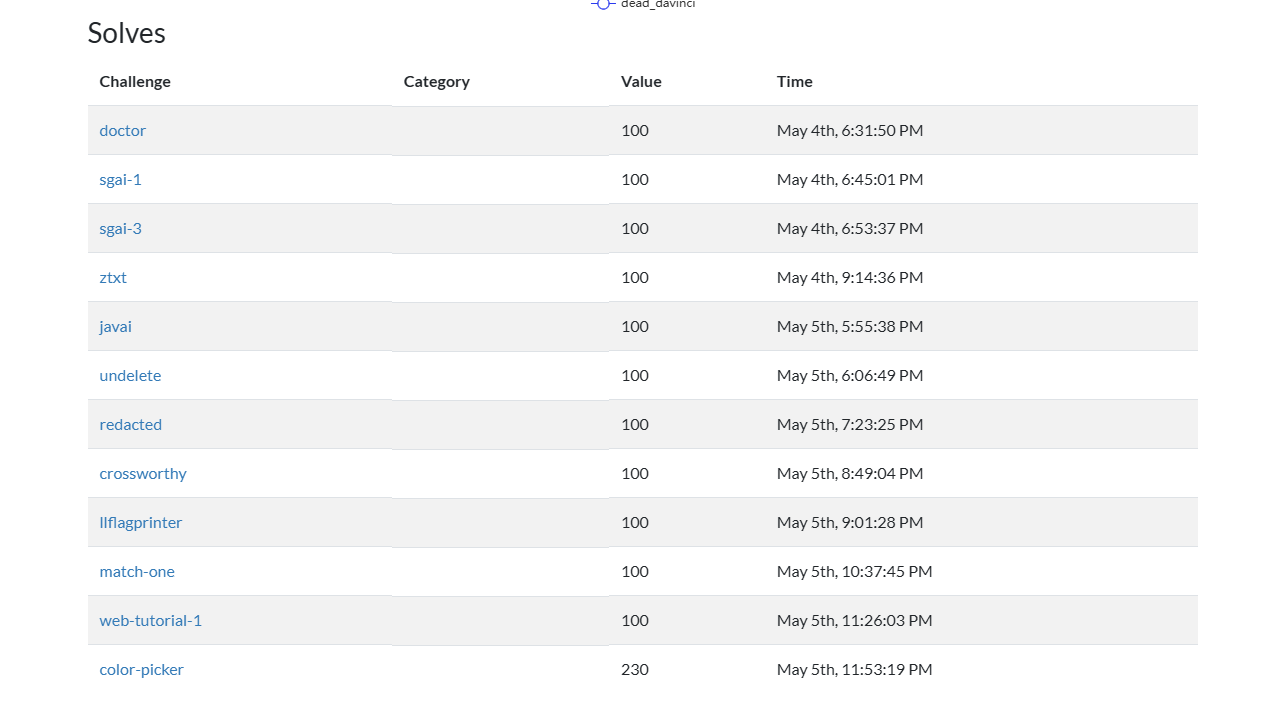 dead_davinci
Solves
Challenge Category Value Time
doctor 100 May 4th, 6:31:50 PM
sgai-1 100 May 4th, 6:45:01 PM
sgai-3 100 May 4th, 6:53:37 PM
ztxt 100 May 4th, 9:14:36 PM
javai 100 May 5th, 5:55:38 PM
undelete 100 May 5th, 6:06:49 PM
redacted 100 May 5th, 7:23:25 PM
crossworthy 100 May 5th, 8:49:04 PM
llflagprinter 100 May 5th, 9:01:28 PM
match-one 100 May 5th, 10:37:45 PM
web-tutorial-1 100 May 5th, 11:26:03 PM
color-picker 230 May 5th, 11:53:19 PM